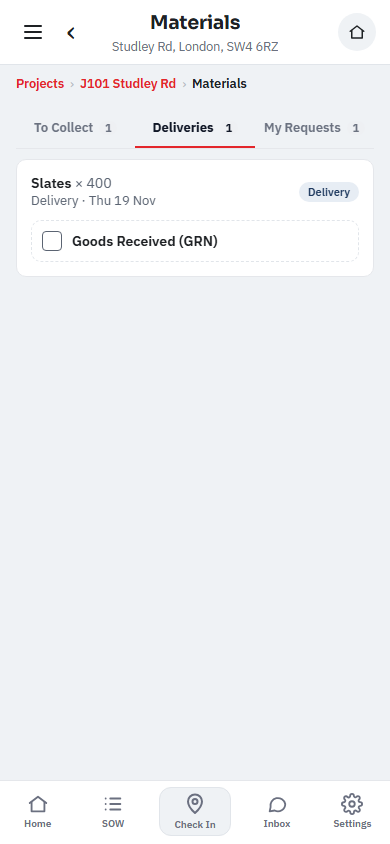 Materials
Studley Rd, London, SW4 6RZ
Projects › J101 Studley Rd › Materials
To Collect 1 Deliveries 1 My Requests 1
Slates × 400
Delivery · Thu 19 Nov
Delivery
Goods Received (GRN)
Home SOW Check In Inbox Settings